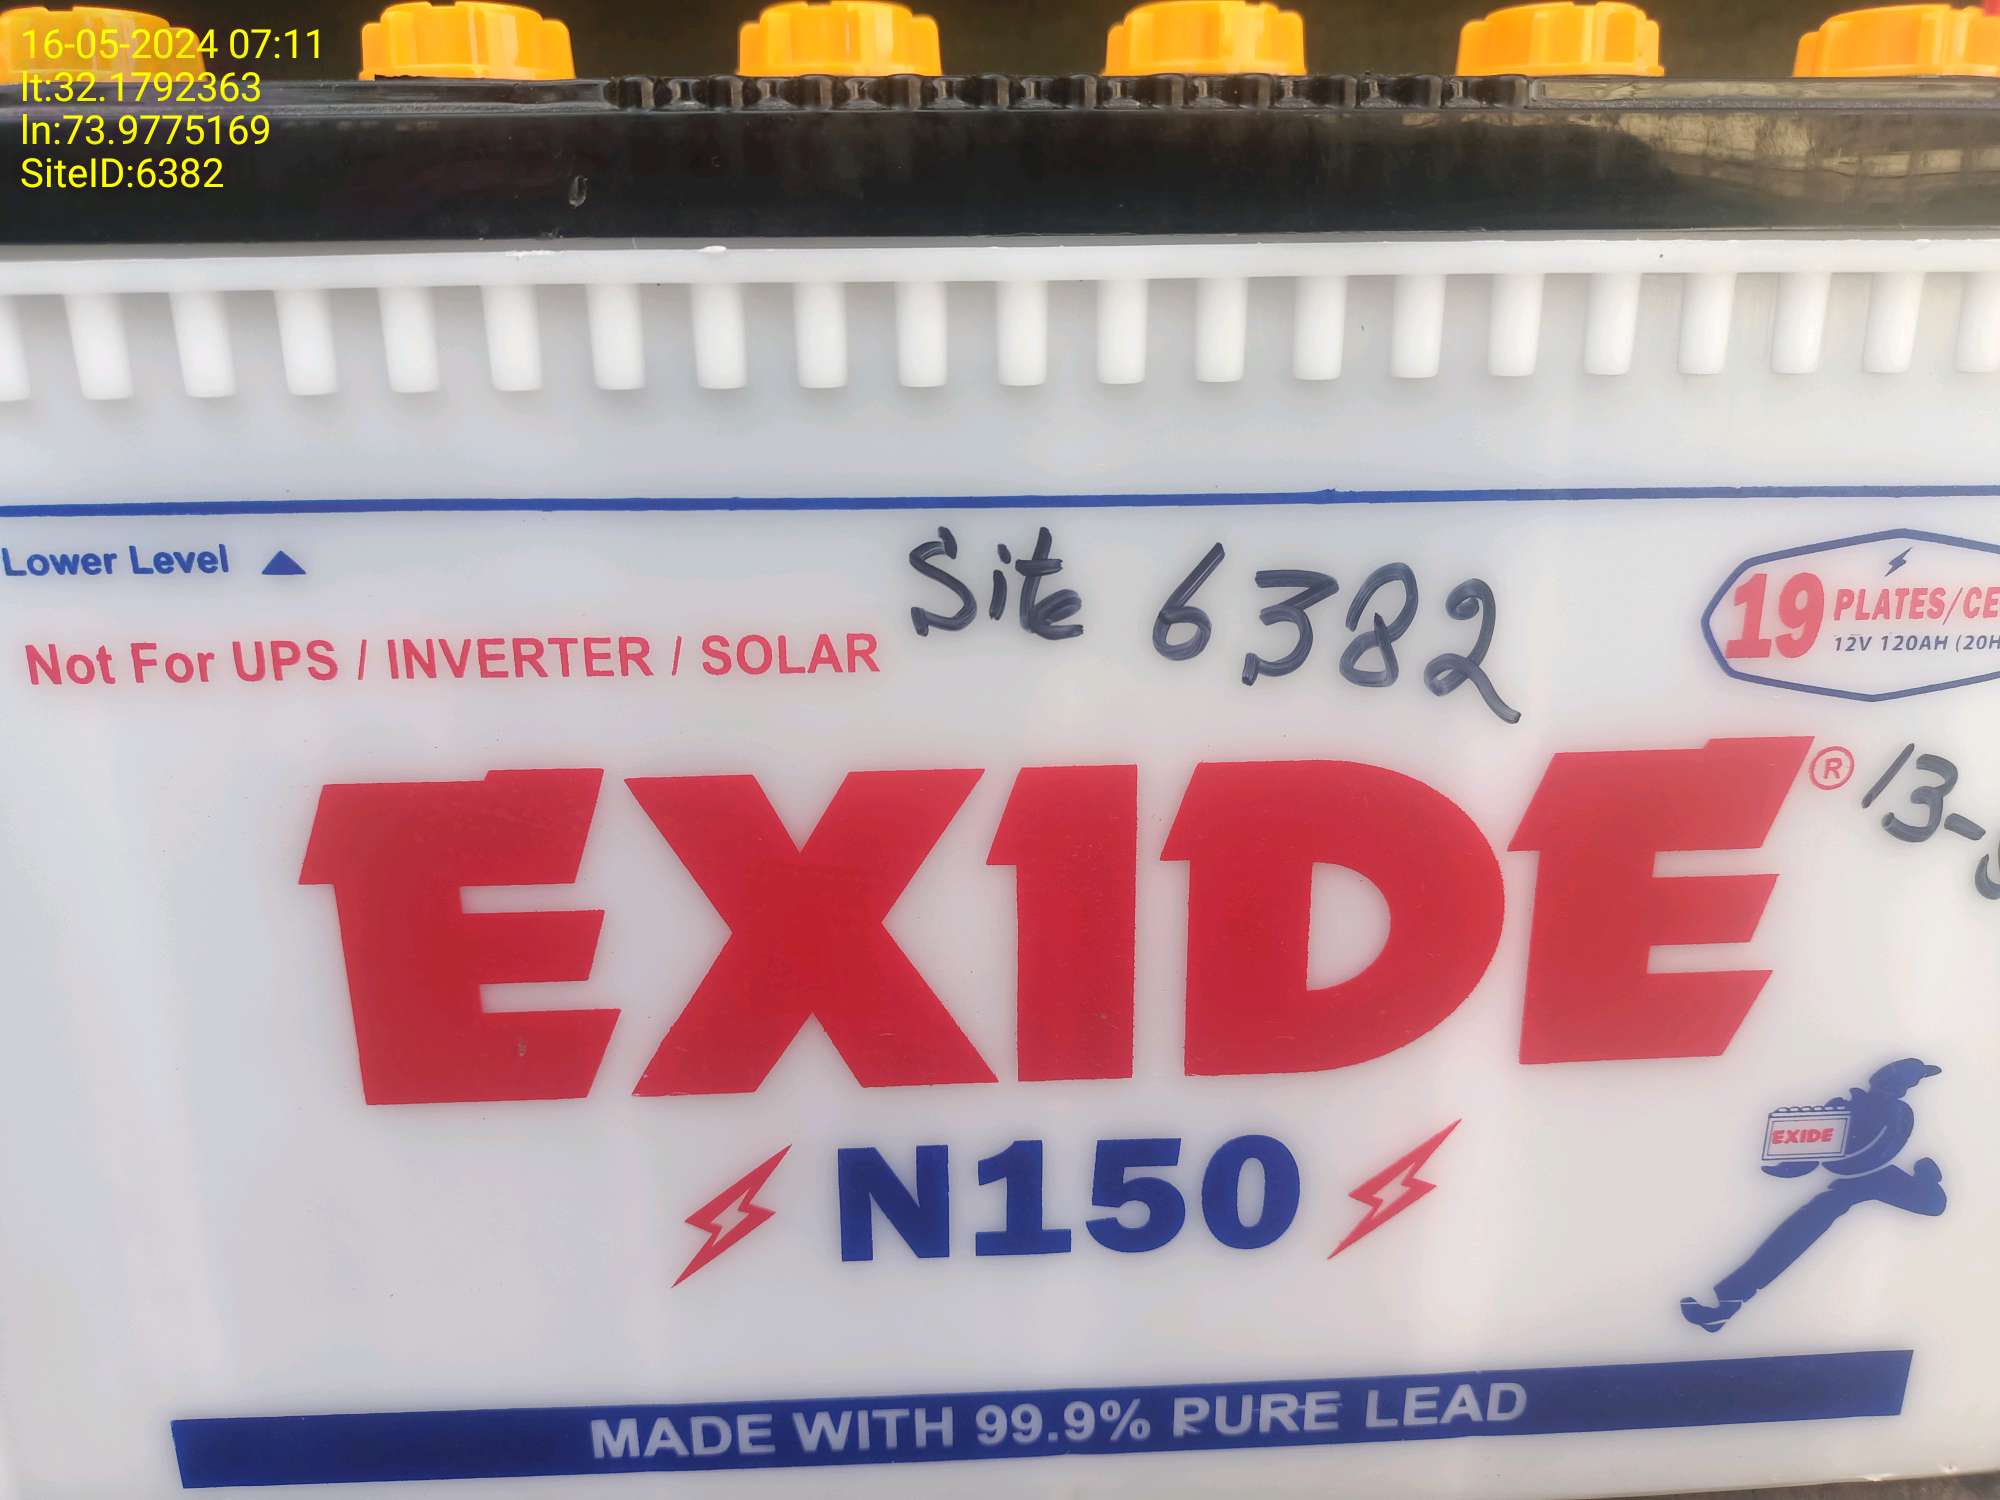 16-05-2024 07:11
lt:32.1792363
ln:73.9775169
SiteID:6382
Lower Level
Site 6382
Not For UPS / INVERTER / SOLAR
19 PLATES/CE
12V 120AH (20H
EXIDE®
13-
N150
EXIDE
MADE WITH 99.9% PURE LEAD